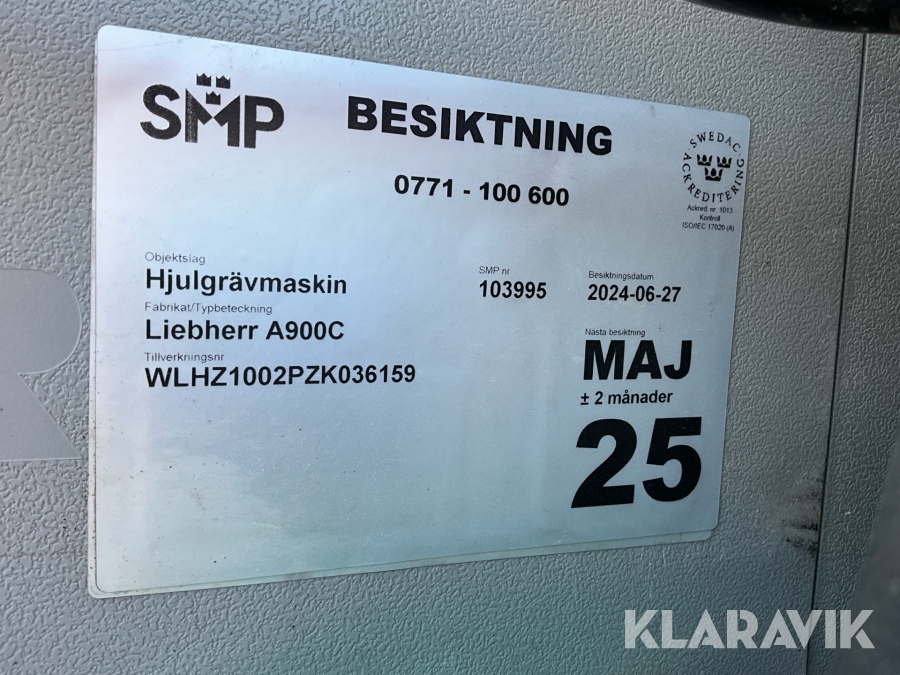 SMP
BESIKTNING
0771 - 100 600
SWEDAC
ACKREDITERING
Ackred. nr. 1013
Kontroll
ISO/IEC 17020 (A)
Objektslag
Hjulgrävmaskin
Fabrikat/Typbeteckning
Liebherr A900C
Tillverkningsnr
WLHZ1002PZK036159
SMP nr
103995
Besiktningsdatum
2024-06-27
Nästa besiktning
MAJ
± 2 månader
25
R
KLARAVIK